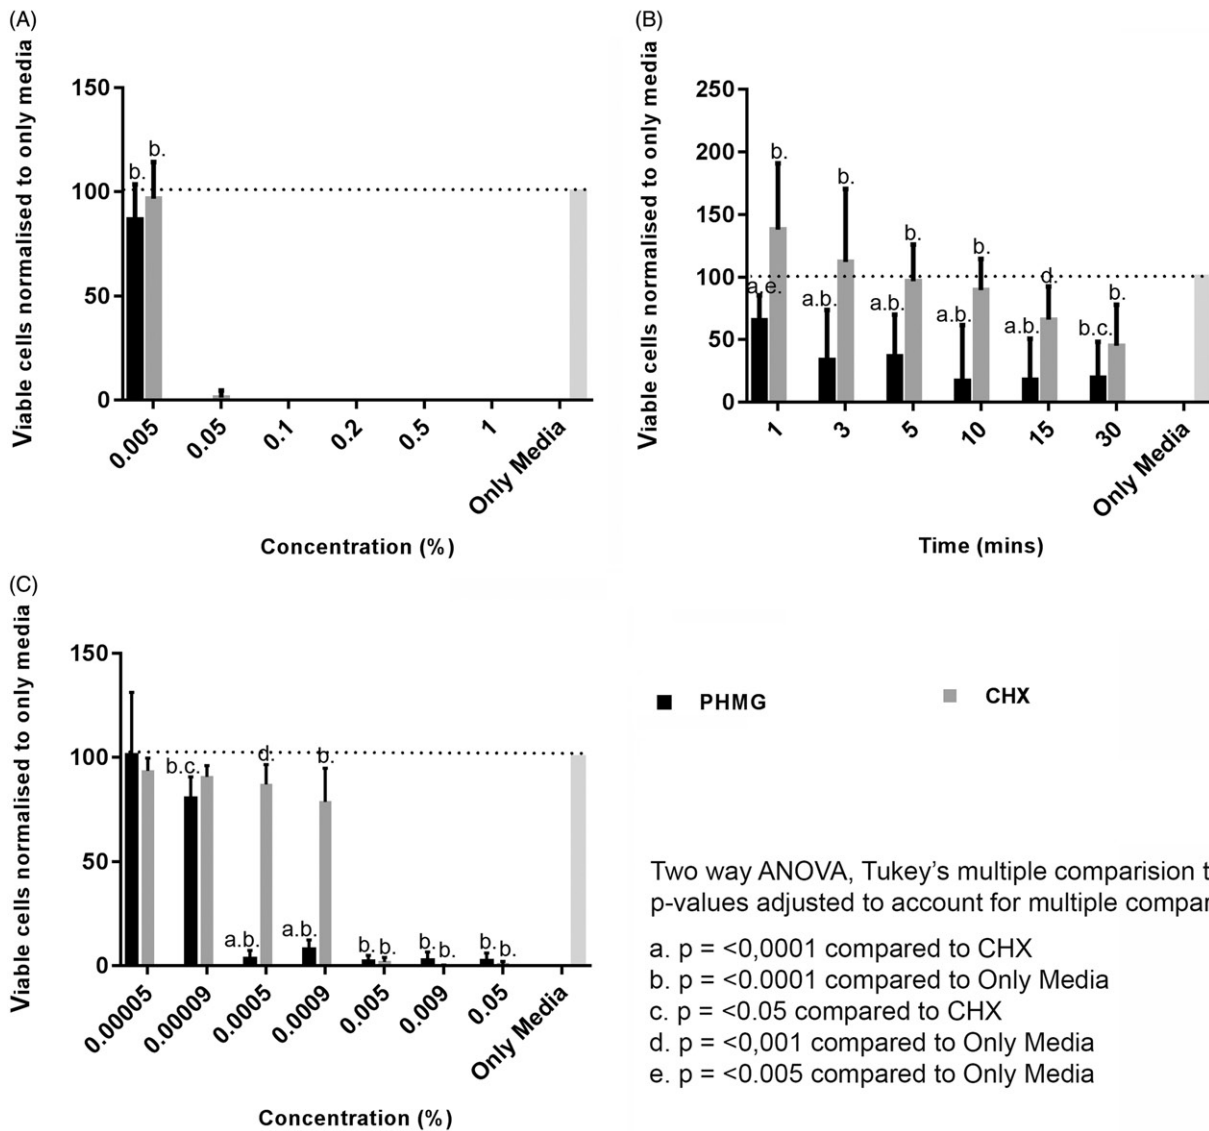 (A)
Viable cells normalised to only media
150
100
50
0
b.
b.
0.005
0.05
0.1
0.2
0.5
1
Only Media
Concentration (%)
(B)
Viable cells normalised to only media
250
200
150
100
50
0
a.e.
b.
a.b.
b.
a.b.
b.
a.b.
b.
a.b.
d.
b.c.
b.
1
3
5
10
15
30
Only Media
Time (mins)
(C)
Viable cells normalised to only media
150
100
50
0
b.c.
a.b.
d.
a.b.
b.
b.
b.
b.
b.
b.
b.
0.00005
0.00009
0.0005
0.0009
0.005
0.009
0.05
Only Media
Concentration (%)
PHMG
CHX
Two way ANOVA, Tukey's multiple comparision
p-values adjusted to account for multiple
a. p = <0,0001 compared to CHX
b. p = <0.0001 compared to Only Media
c. p = <0.05 compared to CHX
d. p = <0,001 compared to Only Media
e. p = <0.005 compared to Only Media